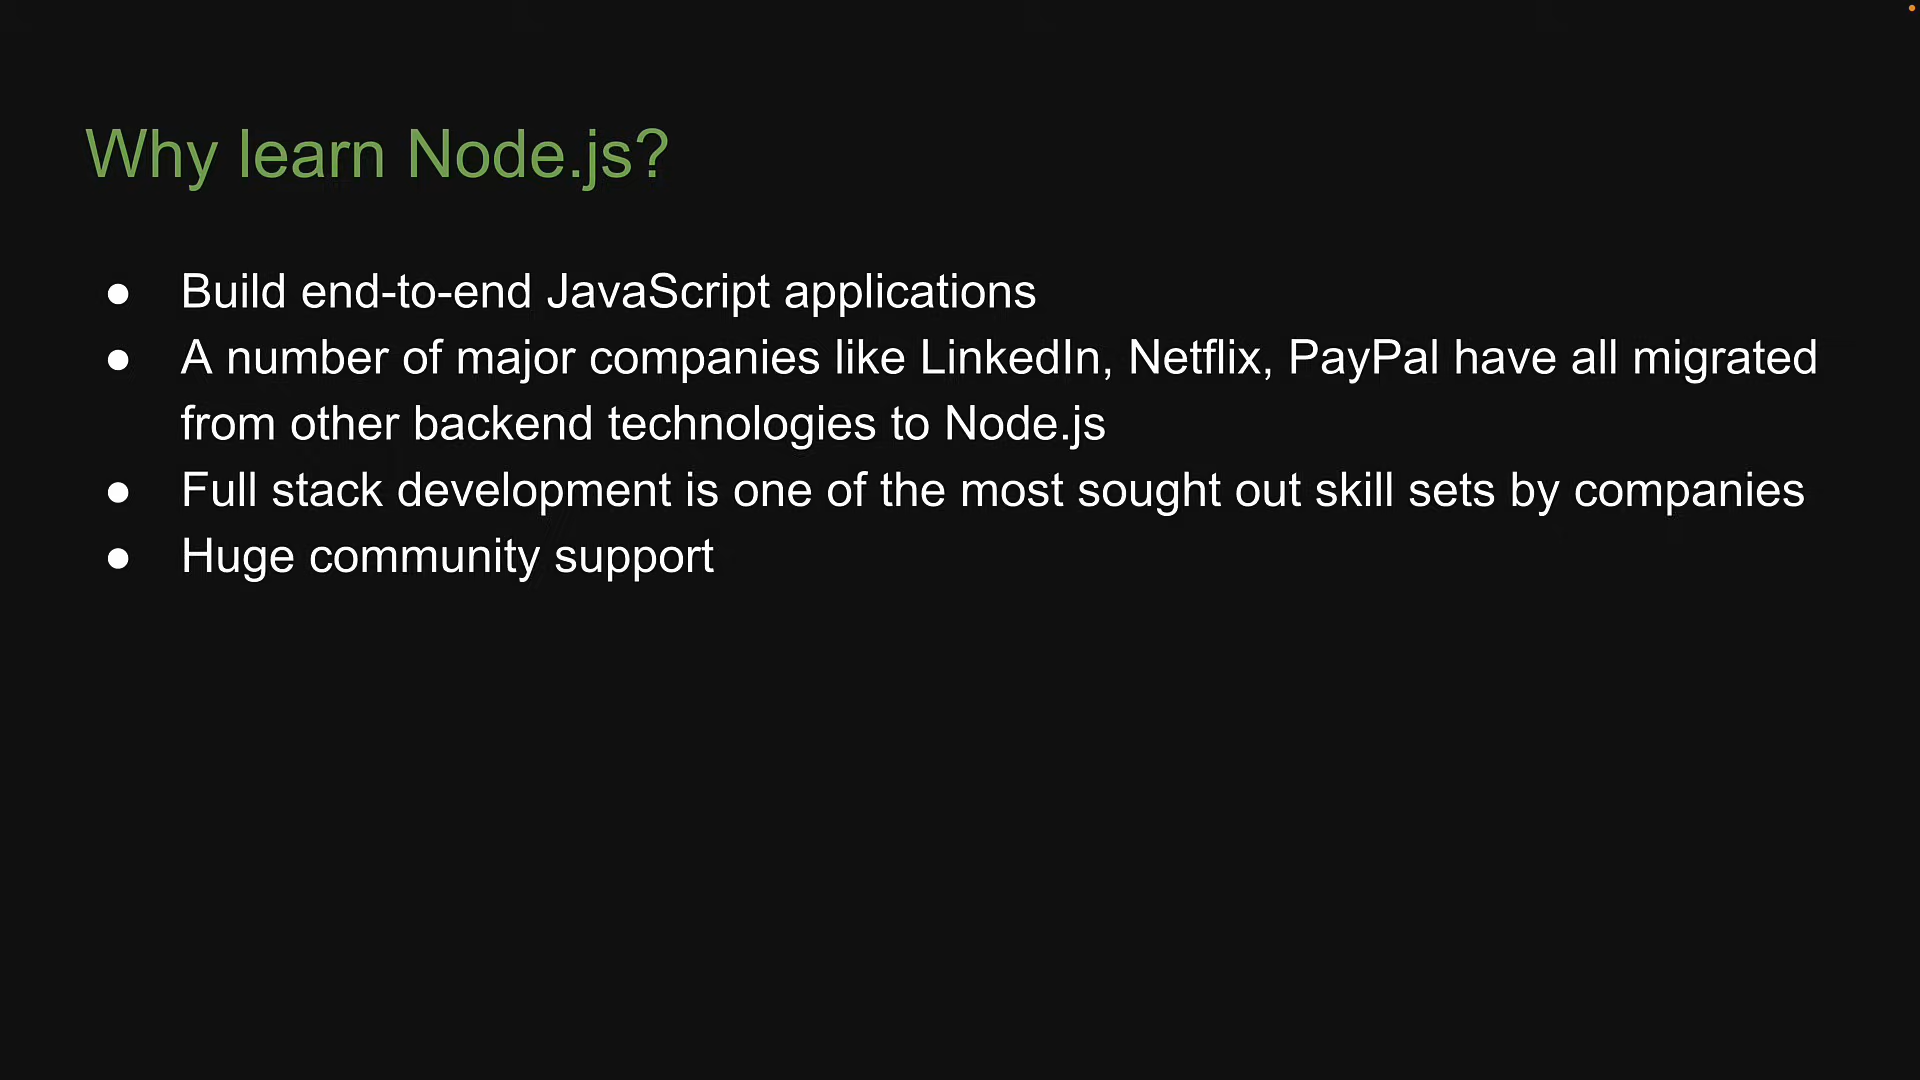 Why learn Node.js?
● Build end-to-end JavaScript applications
● A number of major companies like LinkedIn, Netflix, PayPal have all migrated
from other backend technologies to Node.js
● Full stack development is one of the most sought out skill sets by companies
● Huge community support